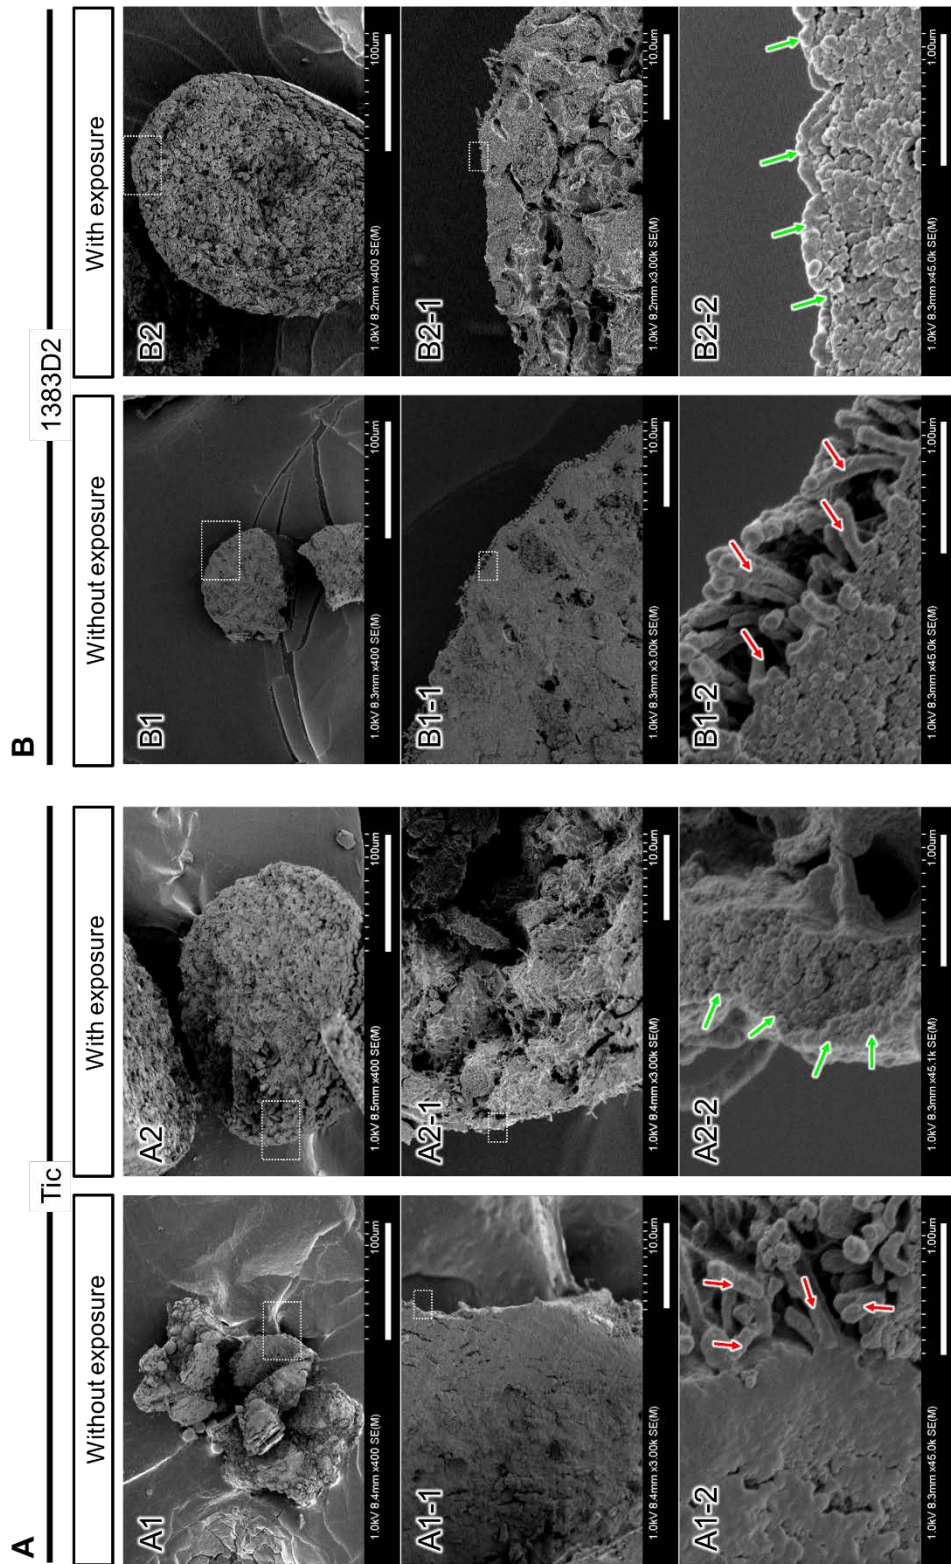 A
Tic
Without exposure
With exposure
A1
1.0kV 8.4mm x400 SE(M)
100um
A2
1.0kV 8.5mm x400 SE(M)
100um
A1-1
1.0kV 8.4mm x3.00k SE(M)
10.0um
A2-1
1.0kV 8.4mm x3.00k SE(M)
10.0um
A1-2
1.0kV 8.3mm x45.0k SE(M)
1.00um
A2-2
1.0kV 8.3mm x45.1k SE(M)
1.00um
B
1383D2
Without exposure
With exposure
B1
1.0kV 8.3mm x400 SE(M)
100um
B2
1.0kV 8.2mm x400 SE(M)
100um
B1-1
1.0kV 8.3mm x3.00k SE(M)
10.0um
B2-1
1.0kV 8.2mm x3.00k SE(M)
10.0um
B1-2
1.0kV 8.3mm x45.0k SE(M)
1.00um
B2-2
1.0kV 8.3mm x45.0k SE(M)
1.00um